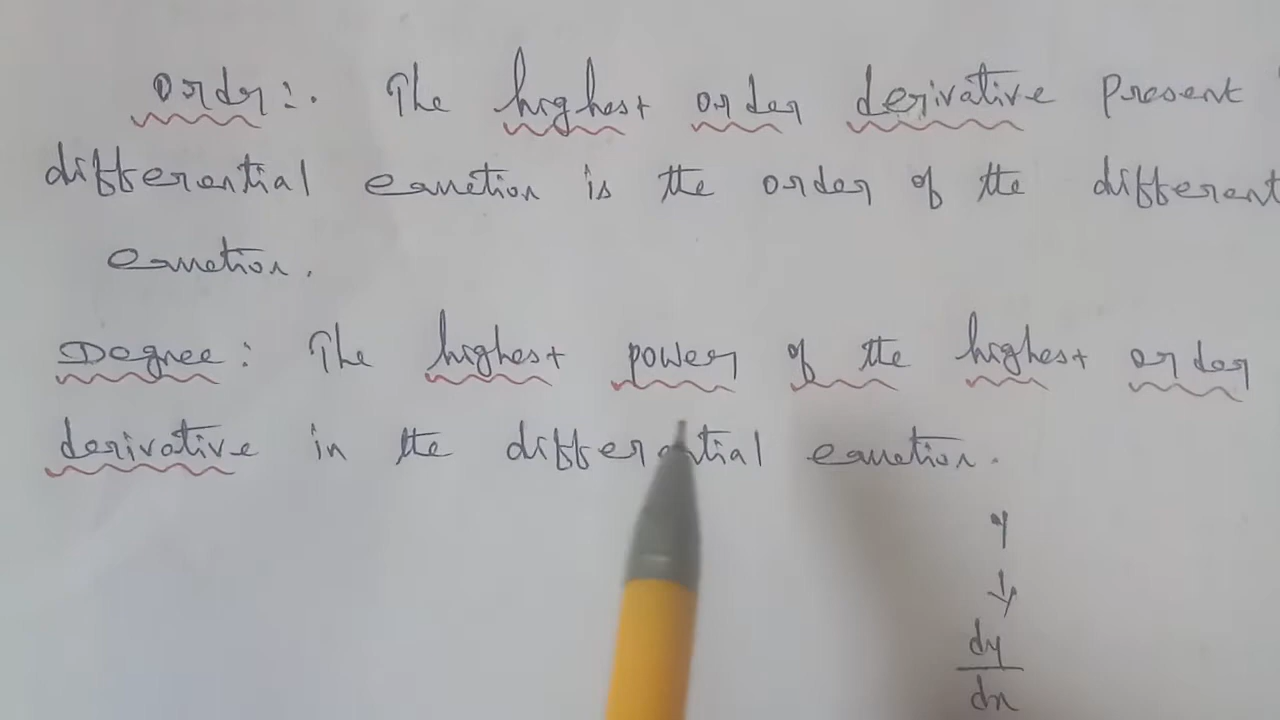 Order:. The highest order derivative present
differential equation is the order of the different
equation.
Degree: The highest power of the highest order
derivative in the differential equation.
y
↓
dy
dx